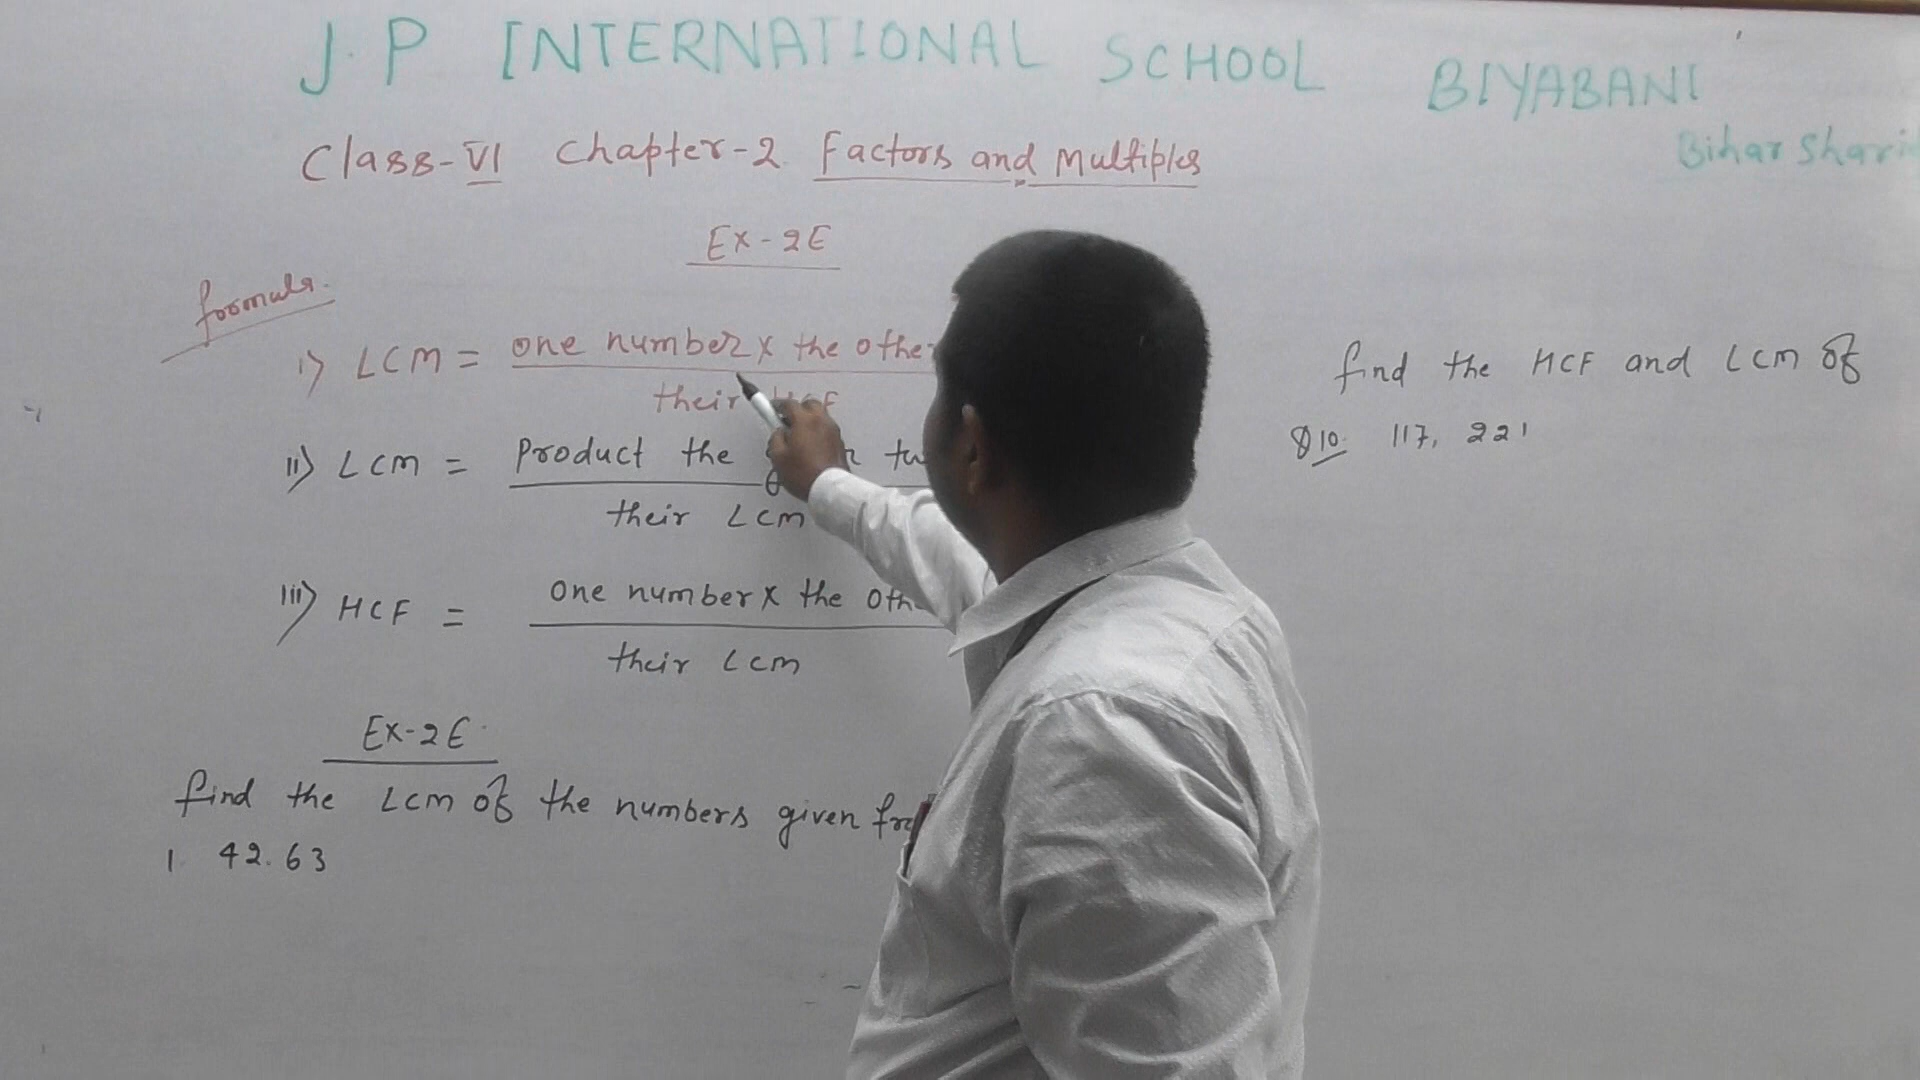 J.P INTERNATIONAL SCHOOL BIYABANI
Bihar Shari
Class-VI Chapter-2 Factors and Multiples
Ex-2E
formula.
i) LCM = one number x the othe
their HCF
ii) LCM = Product the tw
their LCM
iii) HCF = one number x the oth
their LCM
Ex-2E
find the LCM of the numbers given
1. 42.63
find the HCF and LCM of
Q10. 117, 221